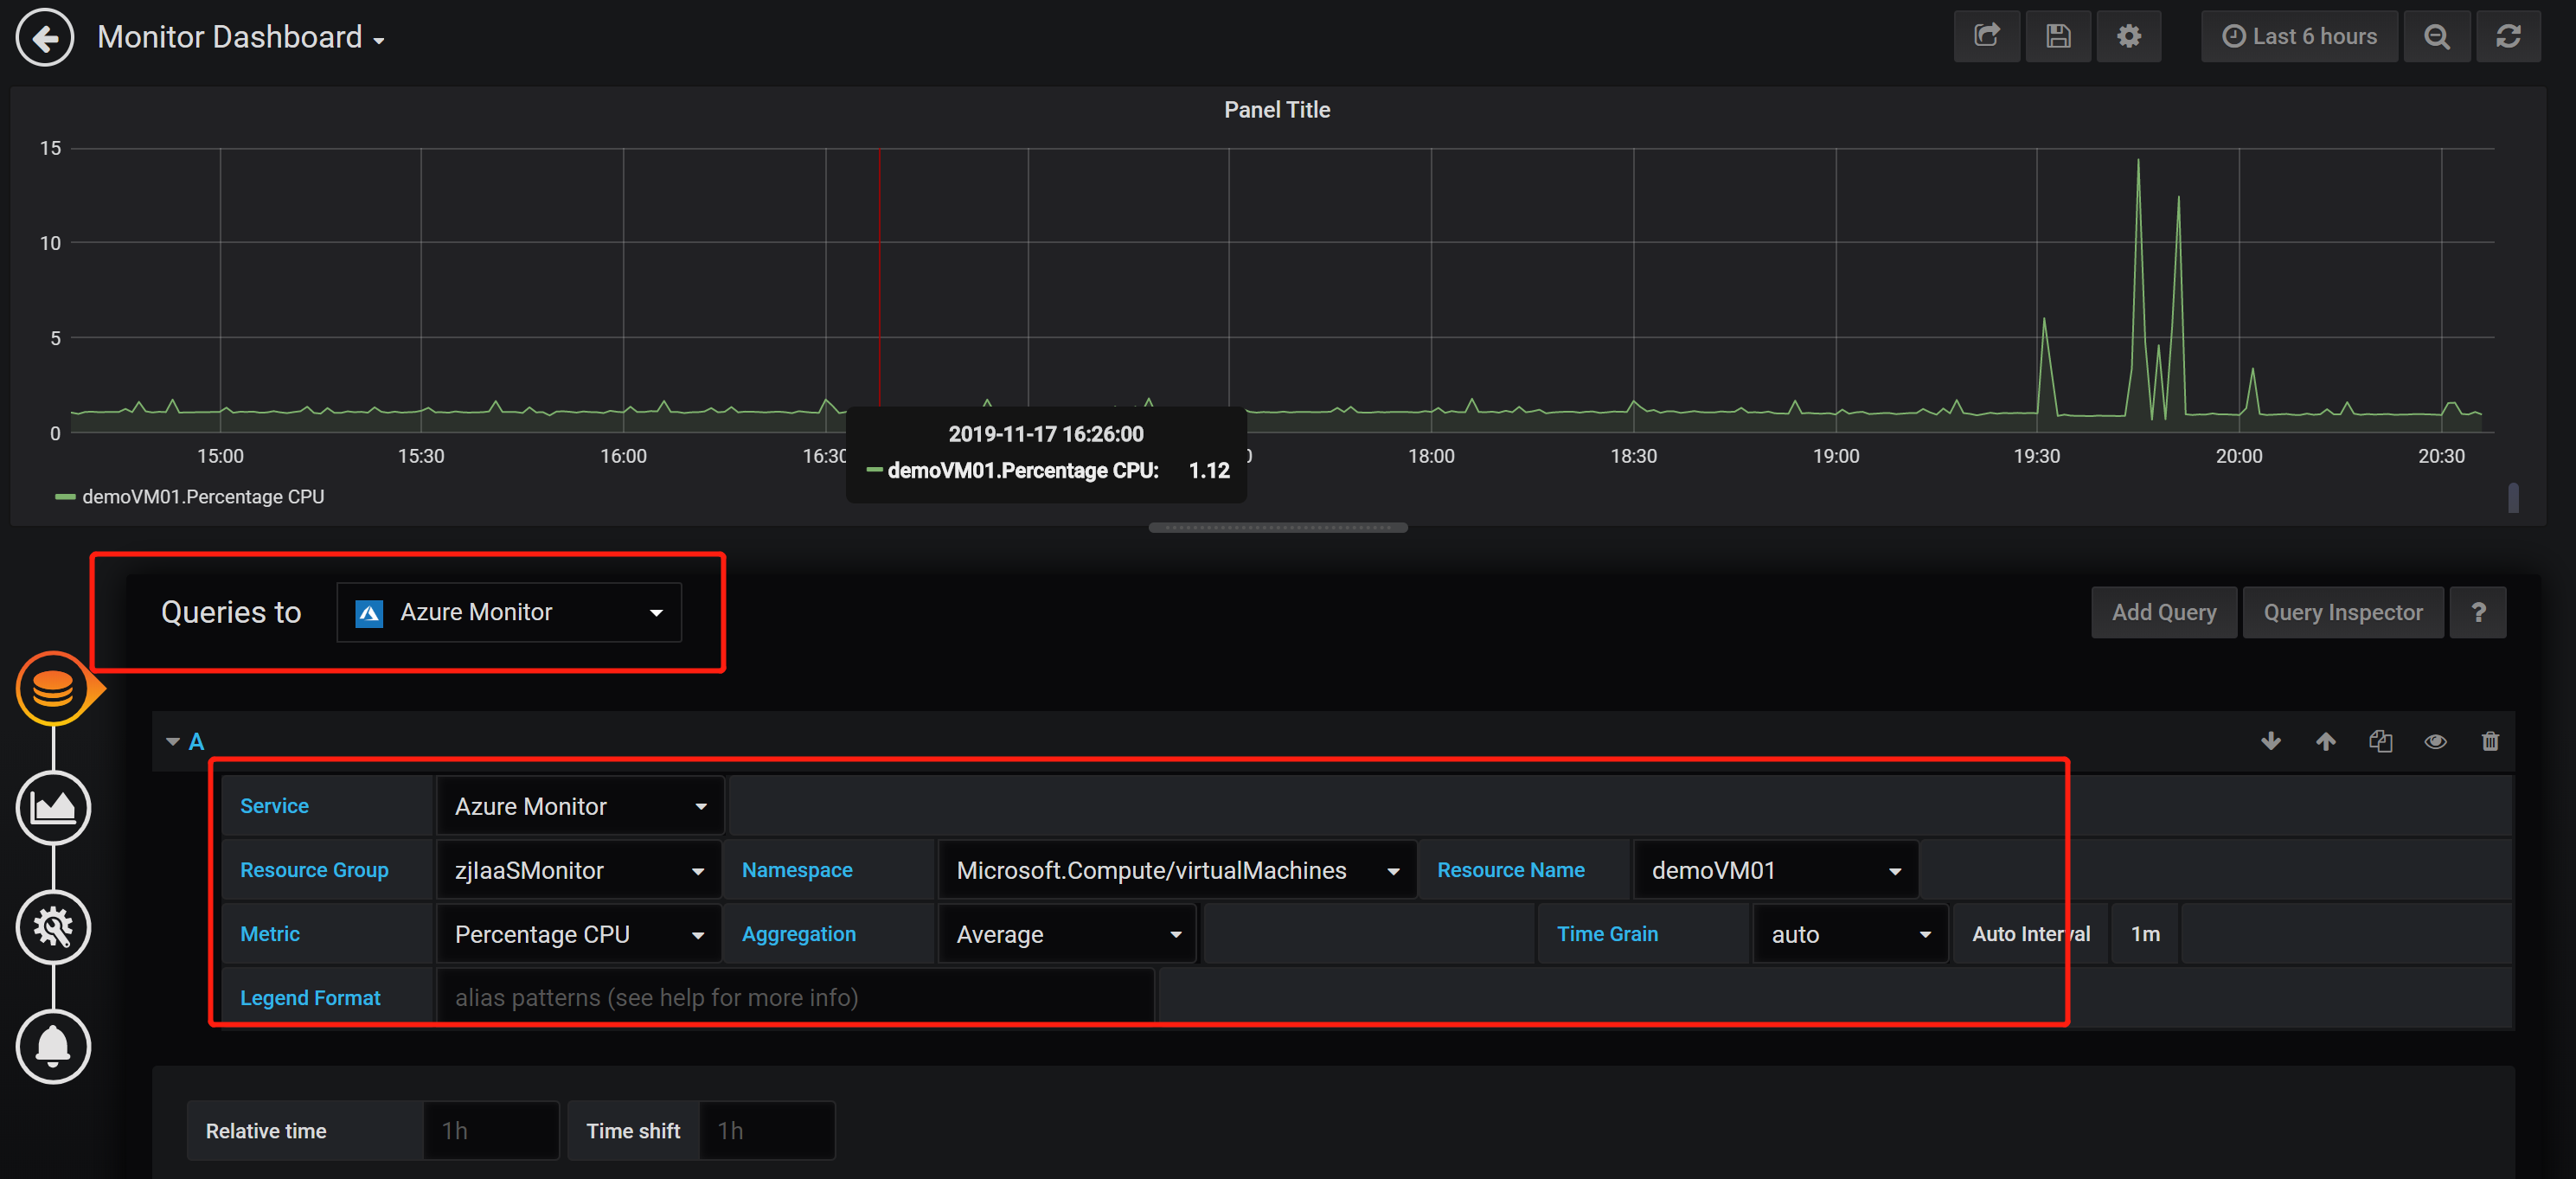 Monitor Dashboard
Last 6 hours
Panel Title
15
10
5
0
15:00 15:30 16:00 16:30 18:00 18:30 19:00 19:30 20:00 20:30
2019-11-17 16:26:00
demoVM01.Percentage CPU: 1.12
demoVM01.Percentage CPU
Queries to Azure Monitor Add Query Query Inspector ?
A
Service Azure Monitor
Resource Group zjIaaSMonitor Namespace Microsoft.Compute/virtualMachines Resource Name demoVM01
Metric Percentage CPU Aggregation Average Time Grain auto Auto Interval 1m
Legend Format alias patterns (see help for more info)
Relative time 1h Time shift 1h